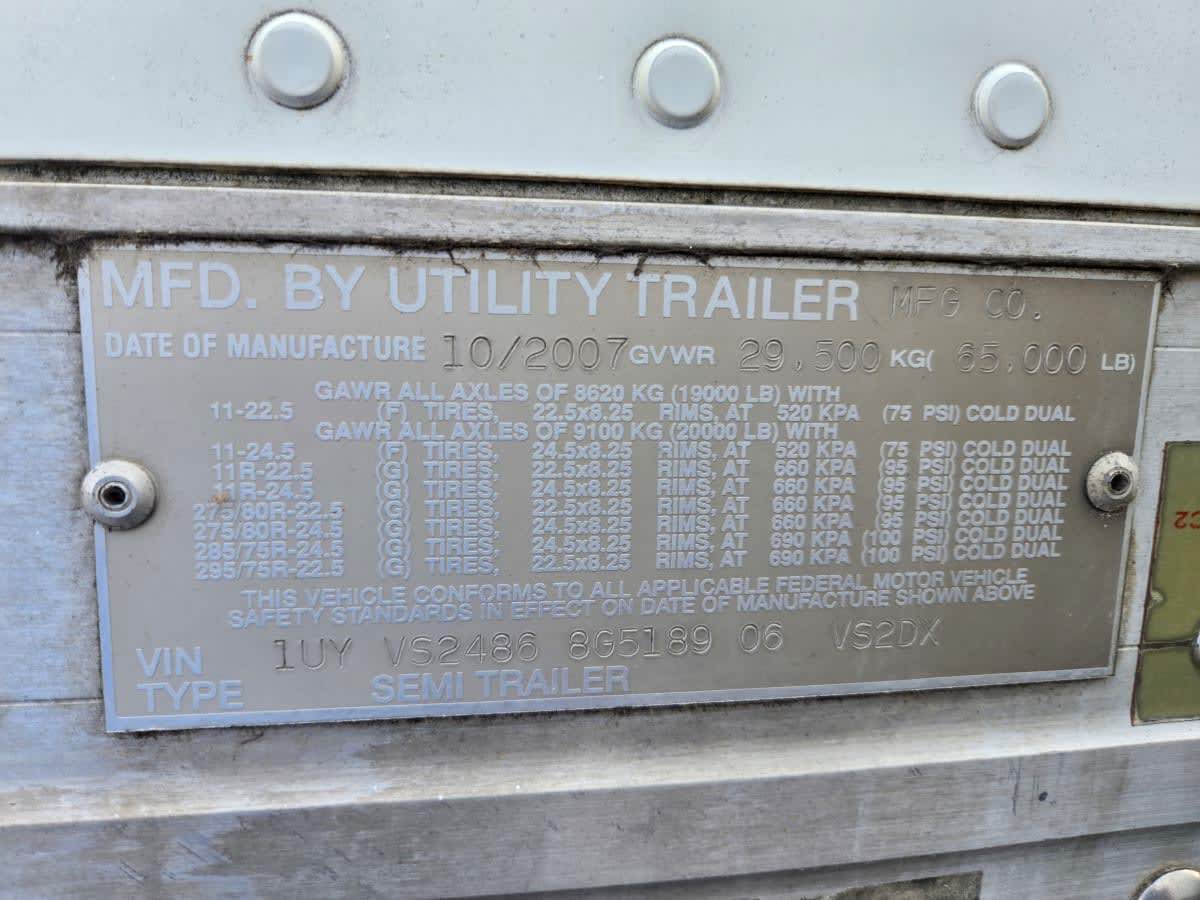 MFD. BY UTILITY TRAILER MFG CO.
DATE OF MANUFACTURE 10/2007 GVWR 29,500 KG( 65,000 LB)
GAWR ALL AXLES OF 8620 KG (19000 LB) WITH
11-22.5 (F) TIRES, 22.5x8.25 RIMS, AT 520 KPA (75 PSI) COLD DUAL
GAWR ALL AXLES OF 9100 KG (20000 LB) WITH
11-24.5 (F) TIRES, 24.5x8.25 RIMS, AT 520 KPA (75 PSI) COLD DUAL
11R-22.5 (G) TIRES, 22.5x8.25 RIMS, AT 660 KPA (95 PSI) COLD DUAL
11R-24.5 (G) TIRES, 24.5x8.25 RIMS, AT 660 KPA (95 PSI) COLD DUAL
275/80R-22.5 (G) TIRES, 22.5x8.25 RIMS, AT 660 KPA (95 PSI) COLD DUAL
275/80R-24.5 (G) TIRES, 24.5x8.25 RIMS, AT 660 KPA (95 PSI) COLD DUAL
285/75R-24.5 (G) TIRES, 24.5x8.25 RIMS, AT 690 KPA (100 PSI) COLD DUAL
295/75R-22.5 (G) TIRES, 22.5x8.25 RIMS, AT 690 KPA (100 PSI) COLD DUAL
THIS VEHICLE CONFORMS TO ALL APPLICABLE FEDERAL MOTOR VEHICLE
SAFETY STANDARDS IN EFFECT ON DATE OF MANUFACTURE SHOWN ABOVE
VIN 1UY VS2486 8G5189 06 VS2DX
TYPE SEMI TRAILER